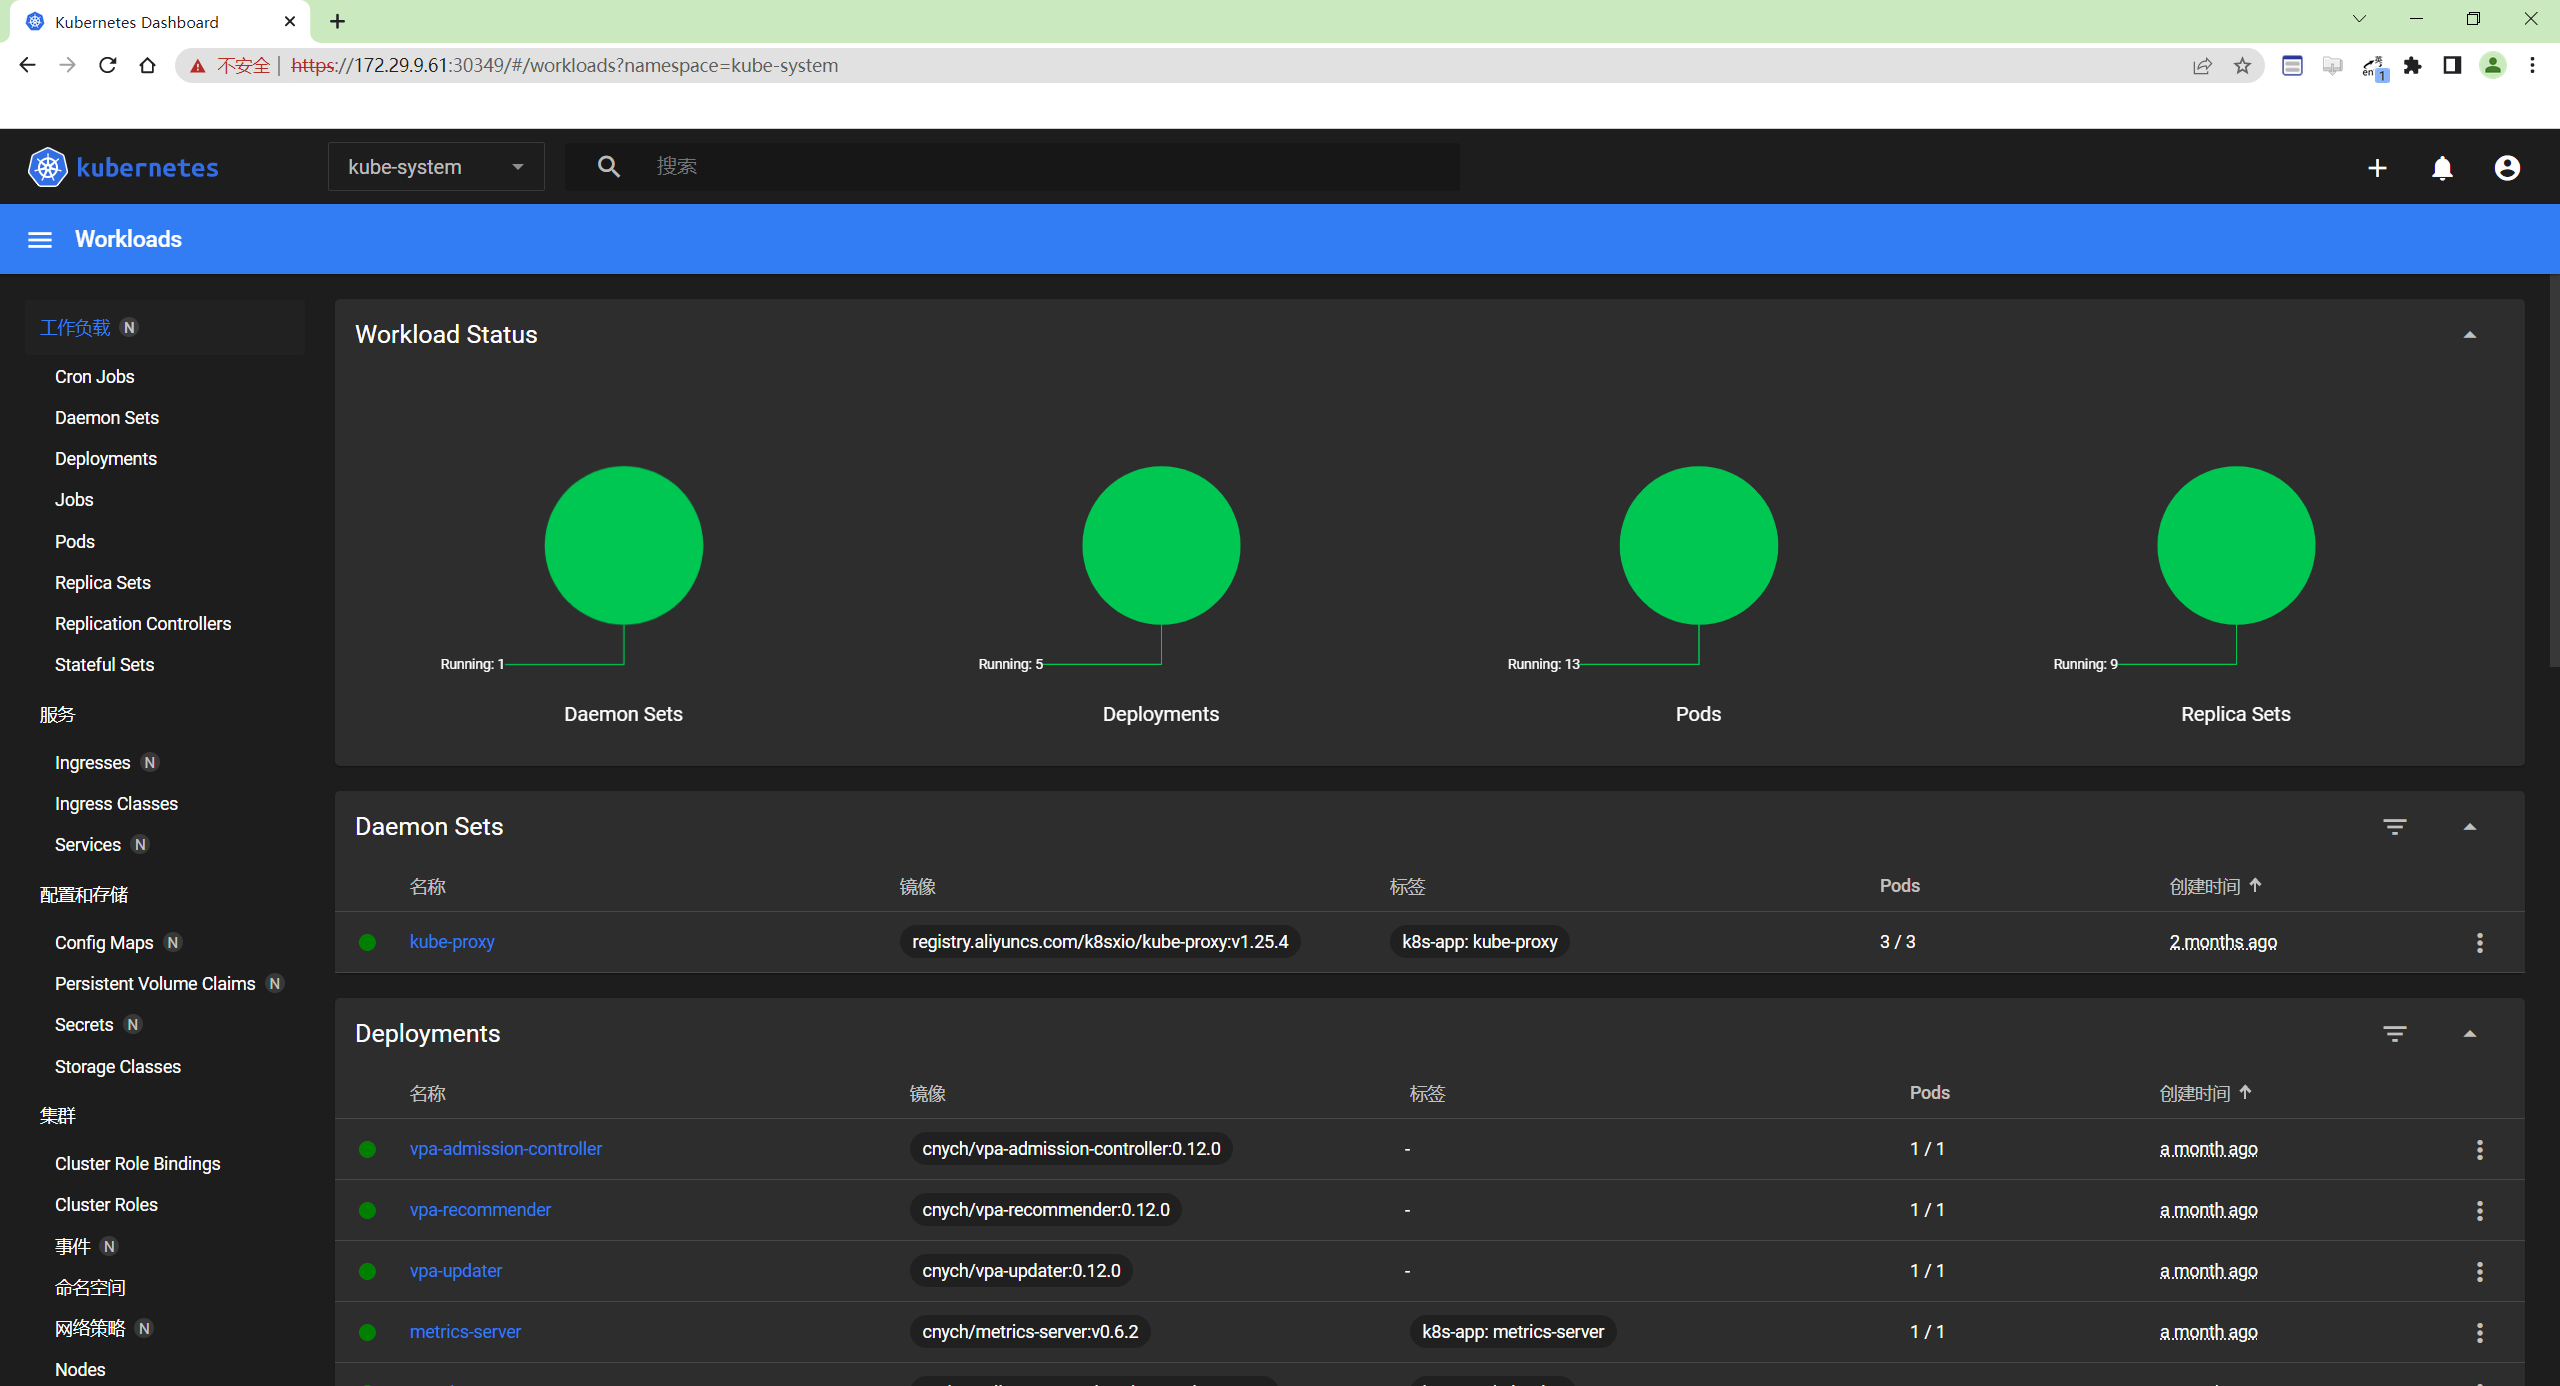 Kubernetes Dashboard
不安全 | https://172.29.9.61:30349/#/workloads?namespace=kube-system
英 en 1
kubernetes
kube-system
搜索
Workloads
工作负载 N
Cron Jobs
Daemon Sets
Deployments
Jobs
Pods
Replica Sets
Replication Controllers
Stateful Sets
服务
Ingresses N
Ingress Classes
Services N
配置和存储
Config Maps N
Persistent Volume Claims N
Secrets N
Storage Classes
集群
Cluster Role Bindings
Cluster Roles
事件 N
命名空间
网络策略 N
Nodes
Workload Status
Running: 1
Running: 5
Running: 13
Running: 9
Daemon Sets
Deployments
Pods
Replica Sets
Daemon Sets
名称 镜像 标签 Pods 创建时间
kube-proxy registry.aliyuncs.com/k8sxio/kube-proxy:v1.25.4 k8s-app: kube-proxy 3 / 3 2 months ago
Deployments
名称 镜像 标签 Pods 创建时间
vpa-admission-controller cnych/vpa-admission-controller:0.12.0 - 1 / 1 a month ago
vpa-recommender cnych/vpa-recommender:0.12.0 - 1 / 1 a month ago
vpa-updater cnych/vpa-updater:0.12.0 - 1 / 1 a month ago
metrics-server cnych/metrics-server:v0.6.2 k8s-app: metrics-server 1 / 1 a month ago